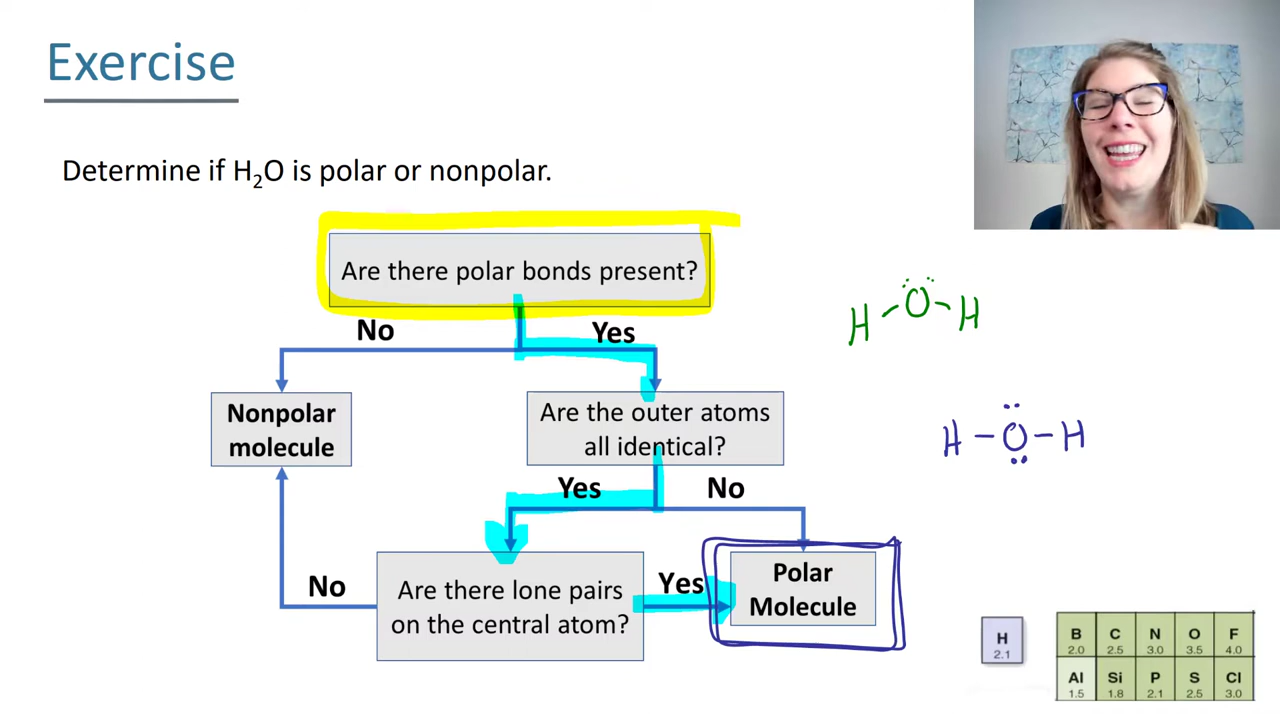 Exercise
Determine if H₂O is polar or nonpolar.
Are there polar bonds present?
No
Yes
Nonpolar
molecule
Are the outer atoms
all identical?
Yes
No
Are there lone pairs
on the central atom?
No
Yes
Polar
Molecule
H - O - H
H - O - H
H
2.1
B C N O F
2.0 2.5 3.0 3.5 4.0
Al Si P S Cl
1.5 1.8 2.1 2.5 3.0